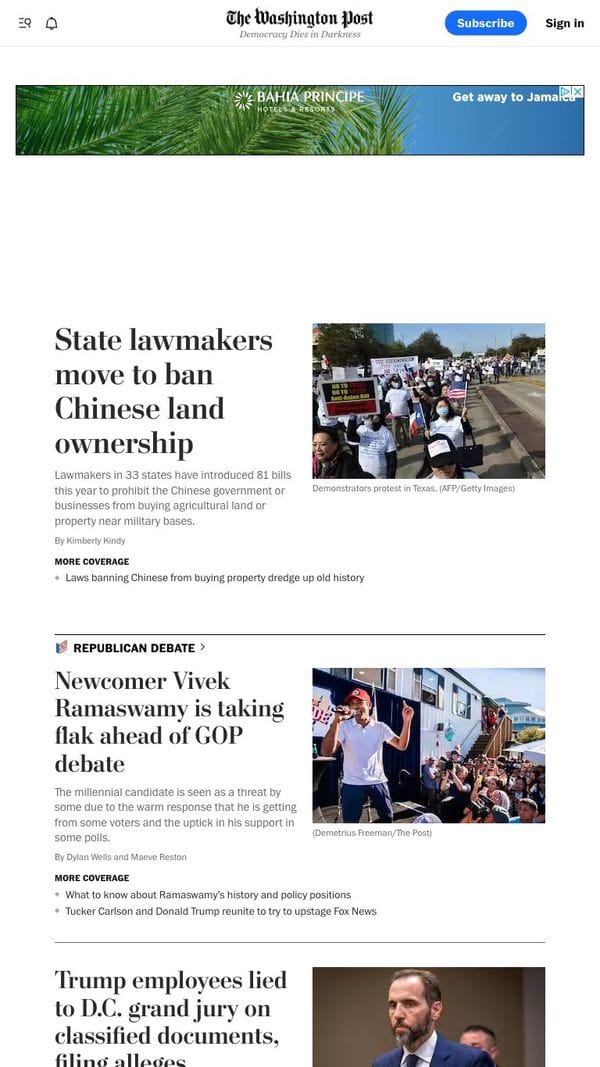 The Washington Post
Democracy Dies in Darkness
Subscribe
Sign in
BAHIA PRINCIPE
HOTELS & RESORTS
Get away to Jamaica
State lawmakers
move to ban
Chinese land
ownership
Lawmakers in 33 states have introduced 81 bills
this year to prohibit the Chinese government or
businesses from buying agricultural land or
property near military bases.
By Kimberly Kindy
NO TO
Anti-Asian Bill
Demonstrators protest in Texas. (AFP/Getty Images)
MORE COVERAGE
Laws banning Chinese from buying property dredge up old history
REPUBLICAN DEBATE
Newcomer Vivek
Ramaswamy is taking
flak ahead of GOP
debate
The millennial candidate is seen as a threat by
some due to the warm response that he is getting
from some voters and the uptick in his support in
some polls.
By Dylan Wells and Maeve Reston
(Demetrius Freeman/The Post)
MORE COVERAGE
What to know about Ramaswamy's history and policy positions
Tucker Carlson and Donald Trump reunite to try to upstage Fox News
Trump employees lied
to D.C. grand jury on
classified documents,
filing alleges